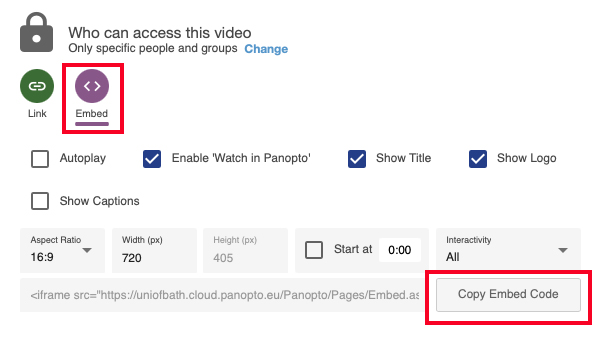 Who can access this video
Only specific people and groups Change
Link
Embed
Autoplay
Enable 'Watch in Panopto'
Show Title
Show Logo
Show Captions
Aspect Ratio
16:9
Width (px)
720
Height (px)
405
Start at 0:00
Interactivity
All
<iframe src="https://uniofbath.cloud.panopto.eu/Panopto/Pages/Embed.as
Copy Embed Code